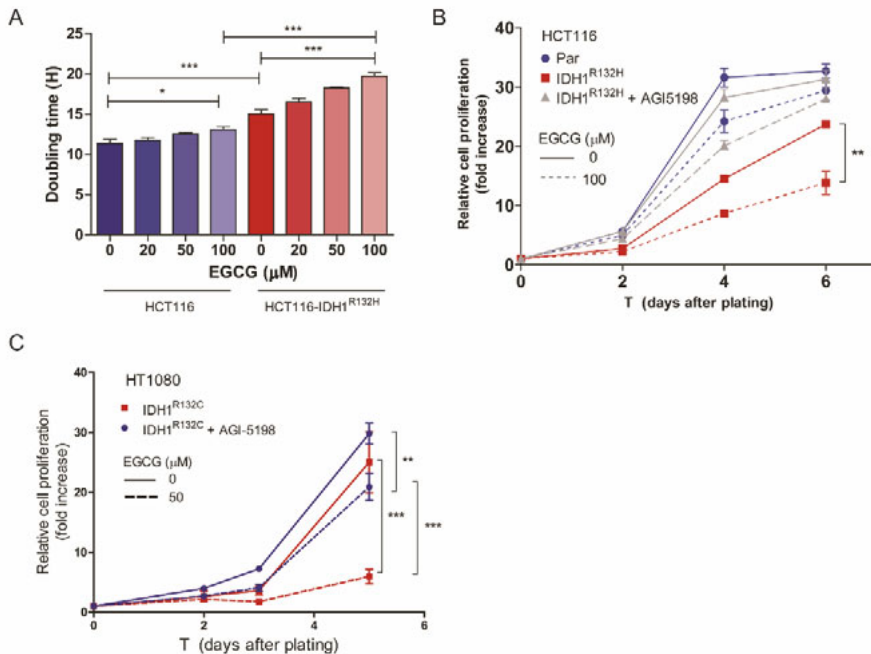 A
***
***
***
***
*
Doubling time (H)
25
20
15
10
5
0
0 20 50 100 0 20 50 100
EGCG (μM)
HCT116 HCT116-IDH1R132H
B
HCT116
Par
IDH1R132H
IDH1R132H + AGI5198
EGCG (μM)
0
100
Relative cell proliferation
(fold increase)
40
30
20
10
0
**
0 2 4 6
T (days after plating)
C
HT1080
IDH1R132C
IDH1R132C + AGI-5198
EGCG (μM)
0
50
Relative cell proliferation
(fold increase)
40
30
20
10
0
**
***
***
0 2 4 6
T (days after plating)